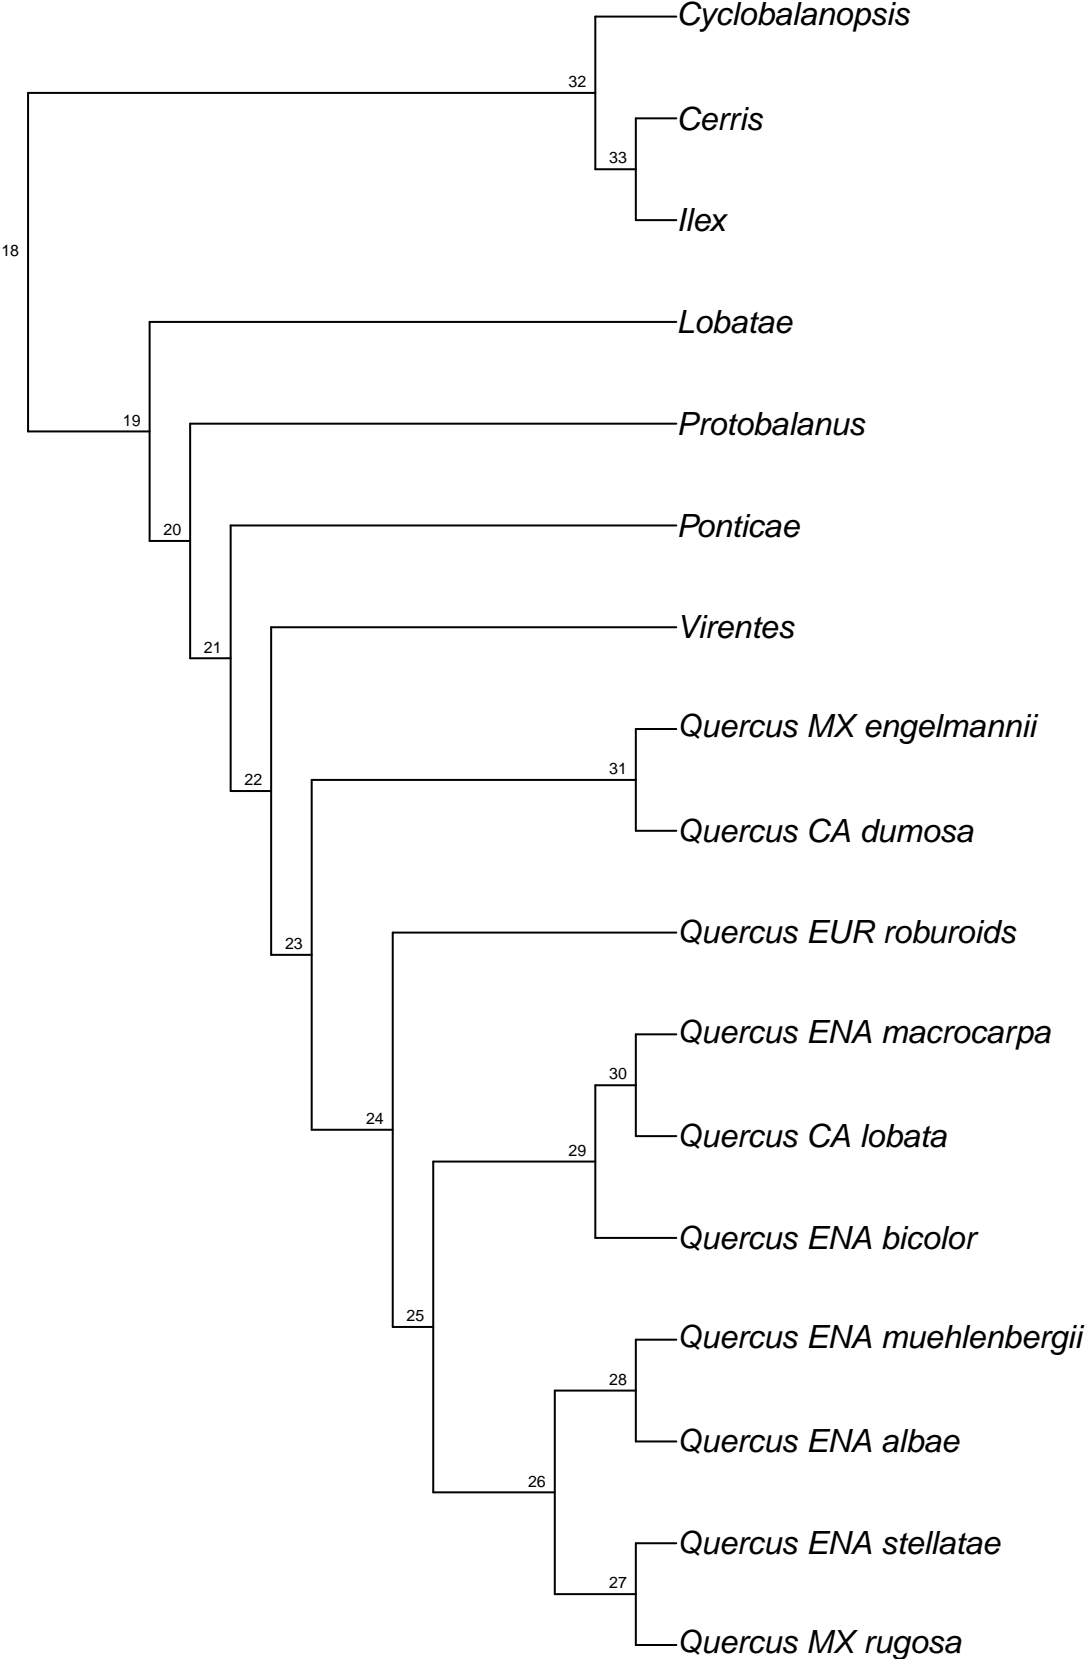 Cyclobalanopsis
32
Cerris
33
Ilex
18
Lobatae
19
Protobalanus
20
Ponticae
21
Virentes
Quercus MX engelmannii
31
22
Quercus CA dumosa
Quercus EUR roburoids
23
Quercus ENA macrocarpa
30
24
Quercus CA lobata
29
Quercus ENA bicolor
25
Quercus ENA muehlenbergii
28
Quercus ENA albae
26
Quercus ENA stellatae
27
Quercus MX rugosa